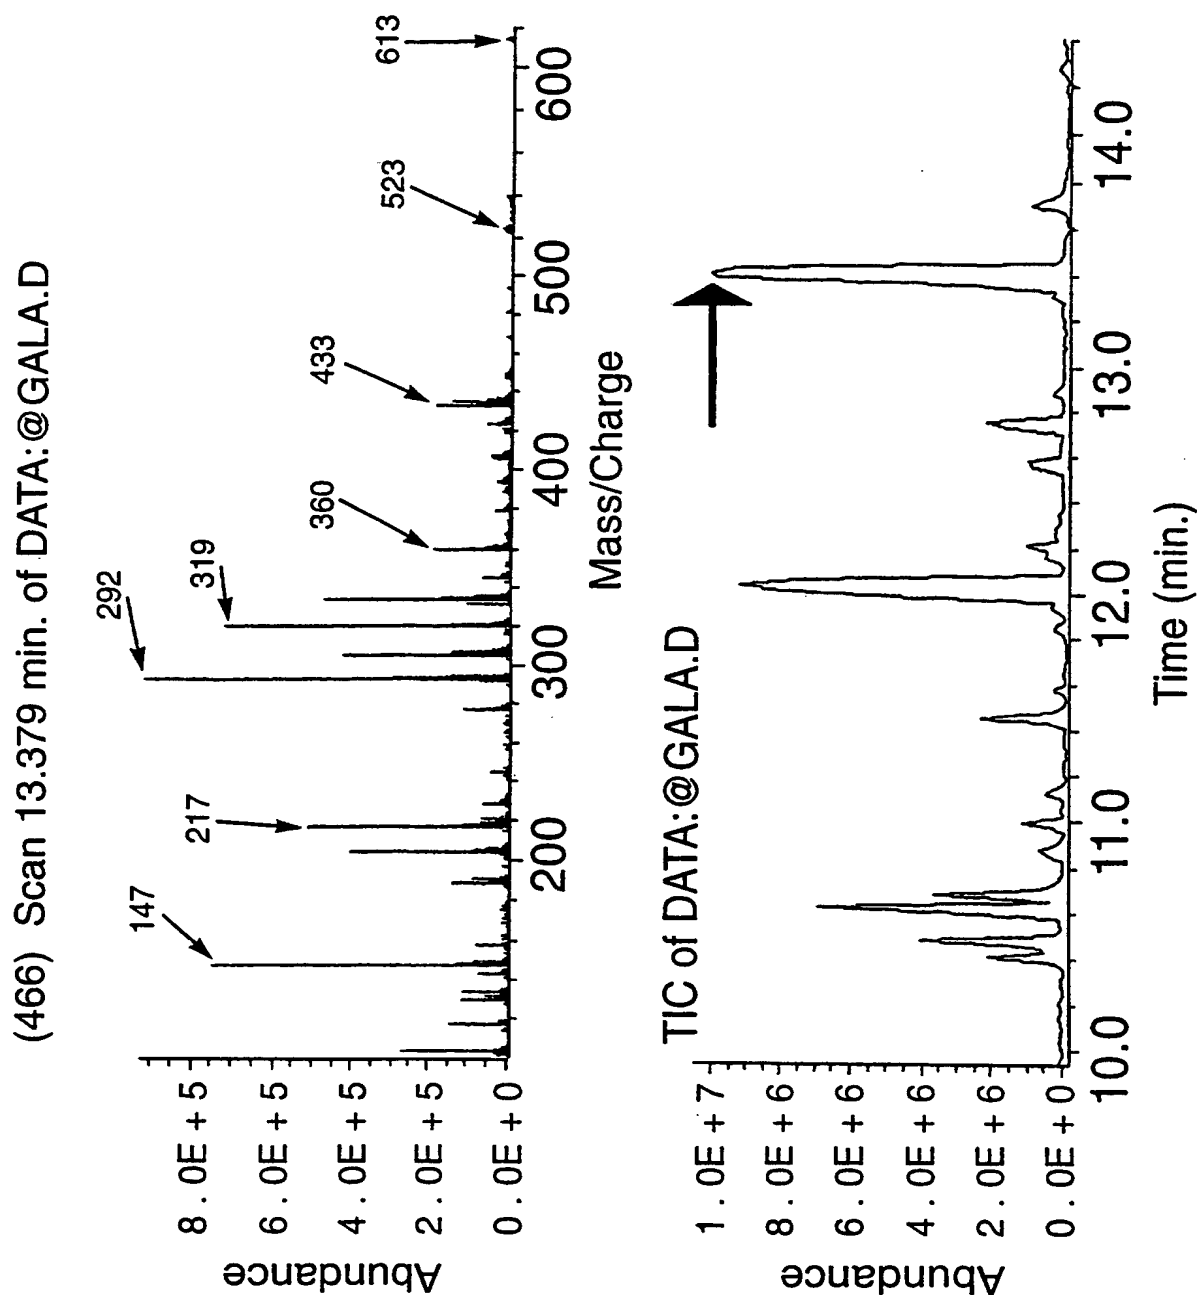 (466) Scan 13.379 min. of DATA:@GALA.D
Abundance
8.0E+5
6.0E+5
4.0E+5
2.0E+5
0.0E+0
147
217
292
319
360
433
523
613
200
300
400
500
600
Mass/Charge
TIC of DATA:@GALA.D
Abundance
1.0E+7
8.0E+6
6.0E+6
4.0E+6
2.0E+6
0.0E+0
10.0
11.0
12.0
13.0
14.0
Time (min.)